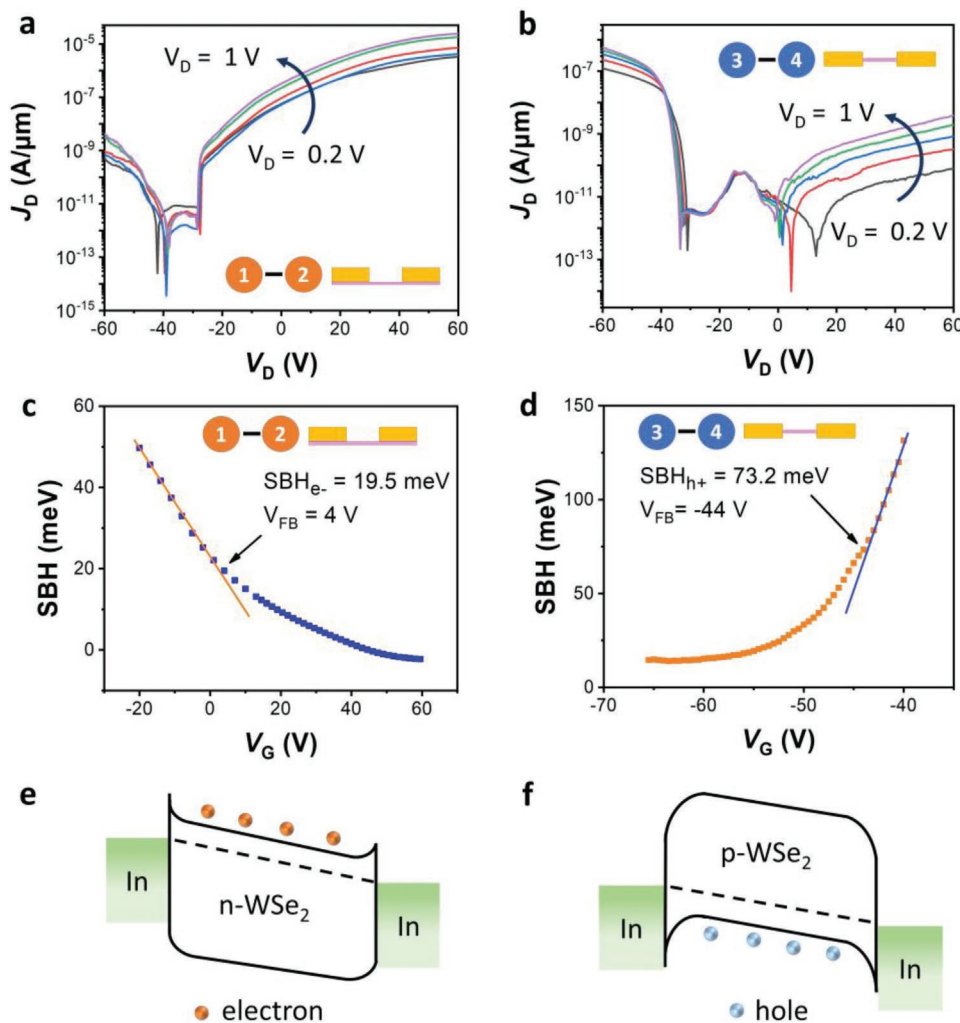 a
10⁻⁵
10⁻⁷
10⁻⁹
10⁻¹¹
10⁻¹³
10⁻¹⁵
J_D (A/μm)
V_D = 1 V
V_D = 0.2 V
1 2
-60 -40 -20 0 20 40 60
V_D (V)
b
10⁻⁷
10⁻⁹
10⁻¹¹
10⁻¹³
J_D (A/μm)
3 4
V_D = 1 V
V_D = 0.2 V
-60 -40 -20 0 20 40 60
V_D (V)
c
60
40
20
0
SBH (meV)
1 2
SBH_e- = 19.5 meV
V_FB = 4 V
-20 0 20 40 60
V_G (V)
d
150
100
50
0
SBH (meV)
3 4
SBH_h+ = 73.2 meV
V_FB= -44 V
-70 -60 -50 -40
V_G (V)
e
In
n-WSe₂
In
electron
f
In
p-WSe₂
In
hole